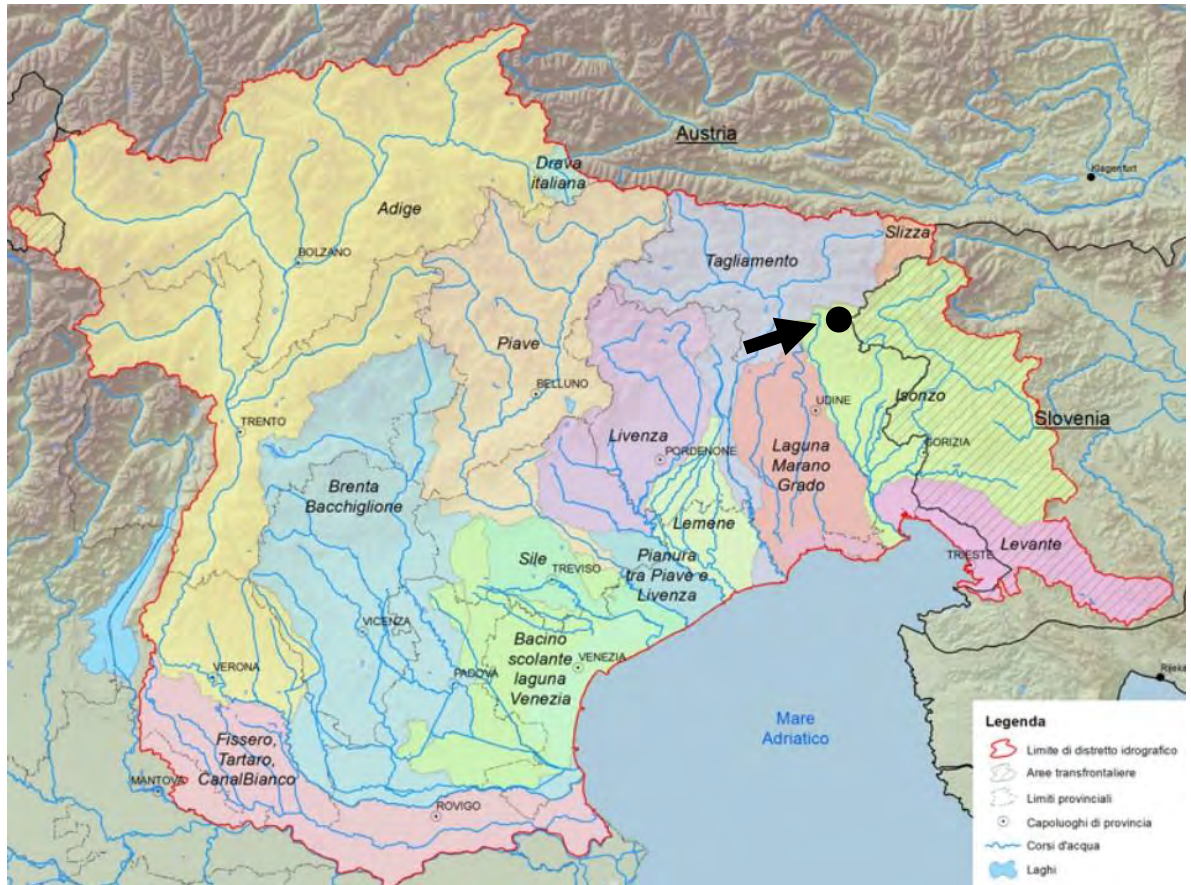 Austria
Klagenfurt
Drava
italiana
Adige
BOLZANO
Slizza
Tagliamento
Piave
BELLUNO
Isonzo
UDINE
Slovenia
TRENTO
Livenza
PORDENONE
GORIZIA
Laguna
Marano
Grado
Brenta
Bacchiglione
Lemene
Levante
TRIESTE
Sile
TREVISO
Pianura
tra Piave e
Livenza
VICENZA
Bacino
scolante
laguna
Venezia
VENEZIA
PADOVA
VERONA
Rijeka
Mare
Adriatico
Fissero,
Tartaro,
CanalBianco
MANTOVA
ROVIGO
Legenda
Limite di distretto idrografico
Aree transfrontaliere
Limiti provinciali
Capoluoghi di provincia
Corsi d'acqua
Laghi